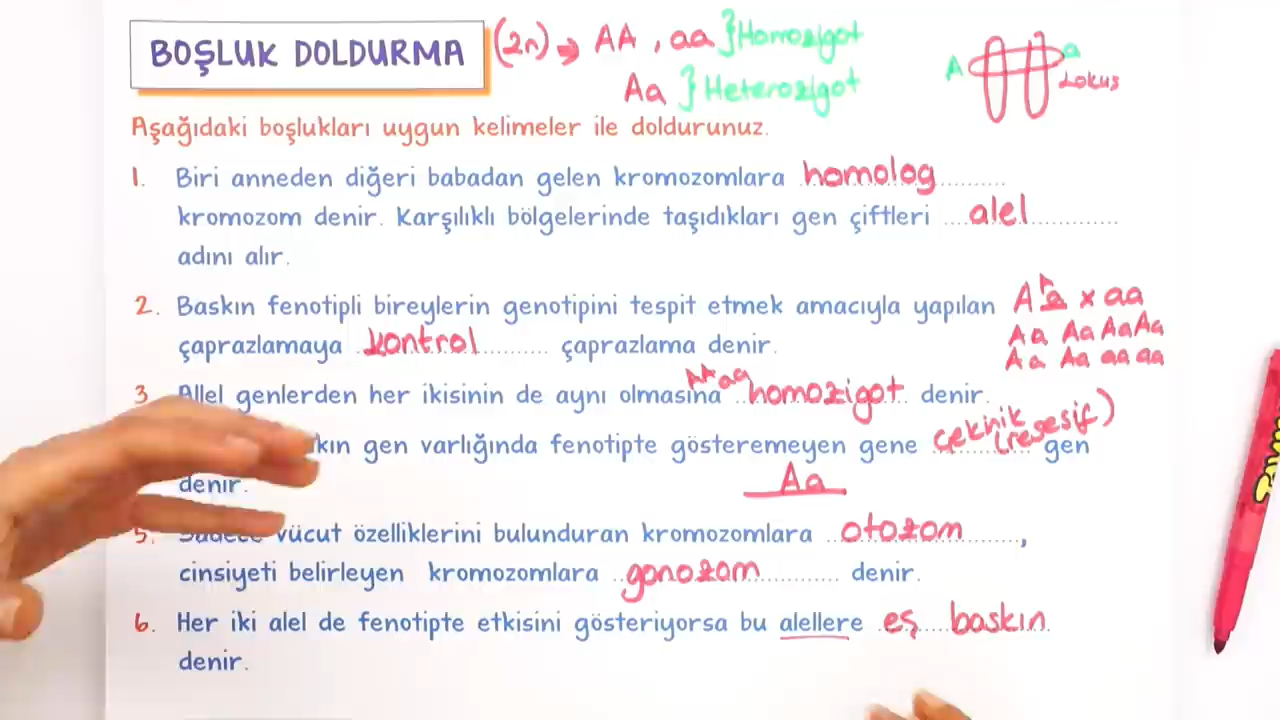 BOŞLUK DOLDURMA
(2n) → AA , aa } Homozigot
Aa } Heterozigot
A a
Lokus
Aşağıdaki boşlukları uygun kelimeler ile doldurunuz.
1. Biri anneden diğeri babadan gelen kromozomlara homolog
kromozom denir. Karşılıklı bölgelerinde taşıdıkları gen çiftleri alel
adını alır.
2. Baskın fenotipli bireylerin genotipini tespit etmek amacıyla yapılan
çaprazlamaya kontrol çaprazlama denir.
A a x aa
A
Aa Aa Aa Aa
Aa Aa aa aa
3. Allel genlerden her ikisinin de aynı olmasına homozigot denir.
AA aa
kın gen varlığında fenotipte gösteremeyen gene çekinik (resesif) gen
denir.
Aa
5. Sadece vücut özelliklerini bulunduran kromozomlara otozom,
cinsiyeti belirleyen kromozomlara gonozom denir.
6. Her iki alel de fenotipte etkisini gösteriyorsa bu alellere eş baskın
denir.